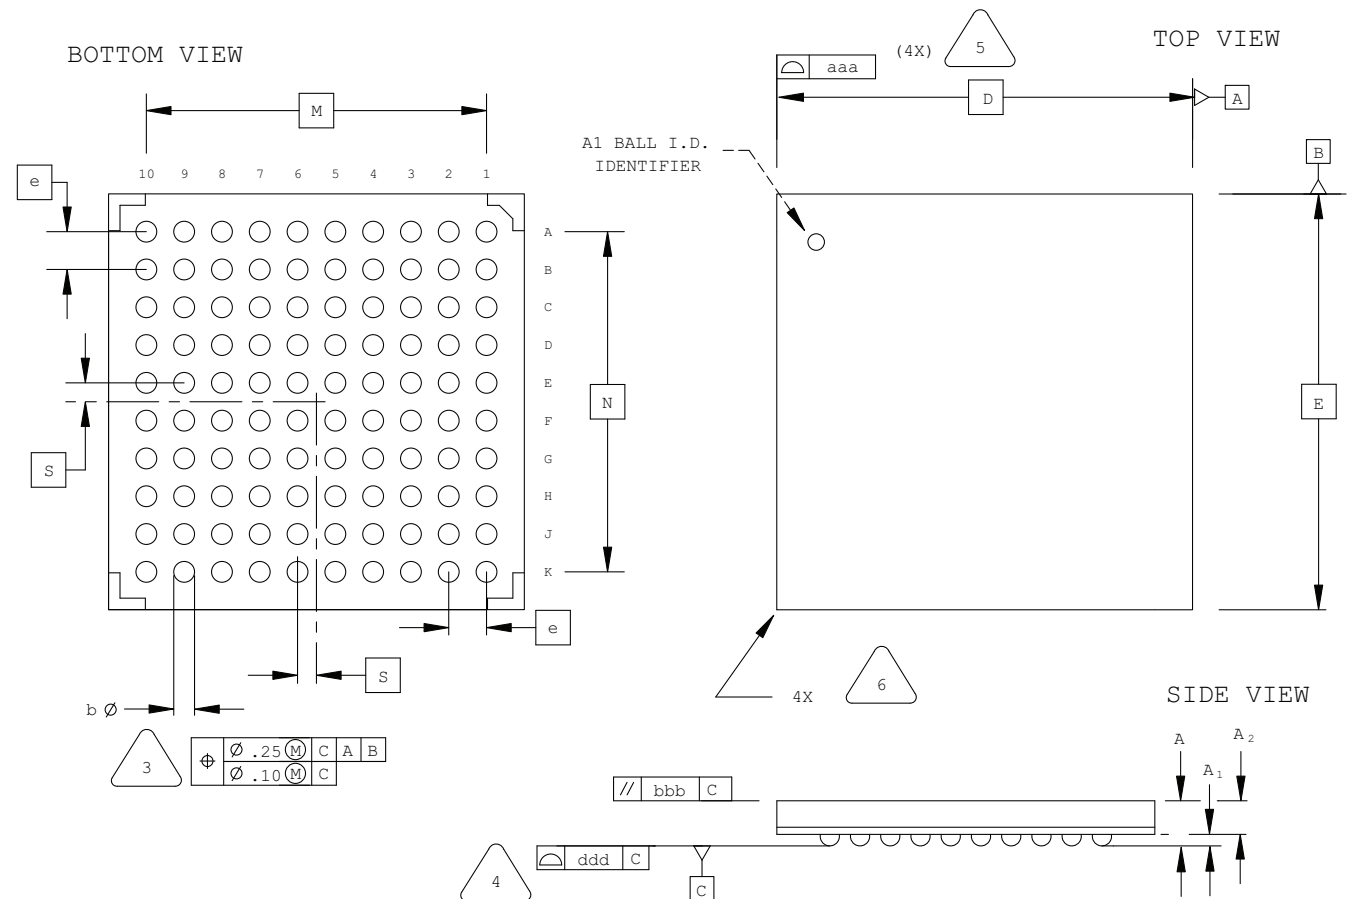 BOTTOM VIEW
TOP VIEW
(4X)
5
aaa
D
A
M
A1 BALL I.D.
IDENTIFIER
B
10 9 8 7 6 5 4 3 2 1
e
A
B
C
D
E
F
G
H
J
K
N
E
S
e
S
4X
6
SIDE VIEW
b Ø
3
Ø .25 Ⓜ C A B
Ø .10 Ⓜ C
A
A₁
A₂
// bbb C
ddd C
4
C